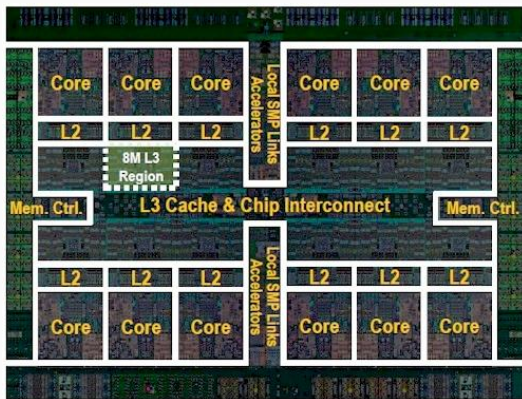 Core Core Core Core Core Core
L2 L2 L2 L2 L2 L2
Local SMP Links
Accelerators
8M L3
Region
Mem. Ctrl. L3 Cache & Chip Interconnect Mem. Ctrl.
L2 L2 L2 L2 L2 L2
Core Core Core Core Core Core
Local SMP Links
Accelerators